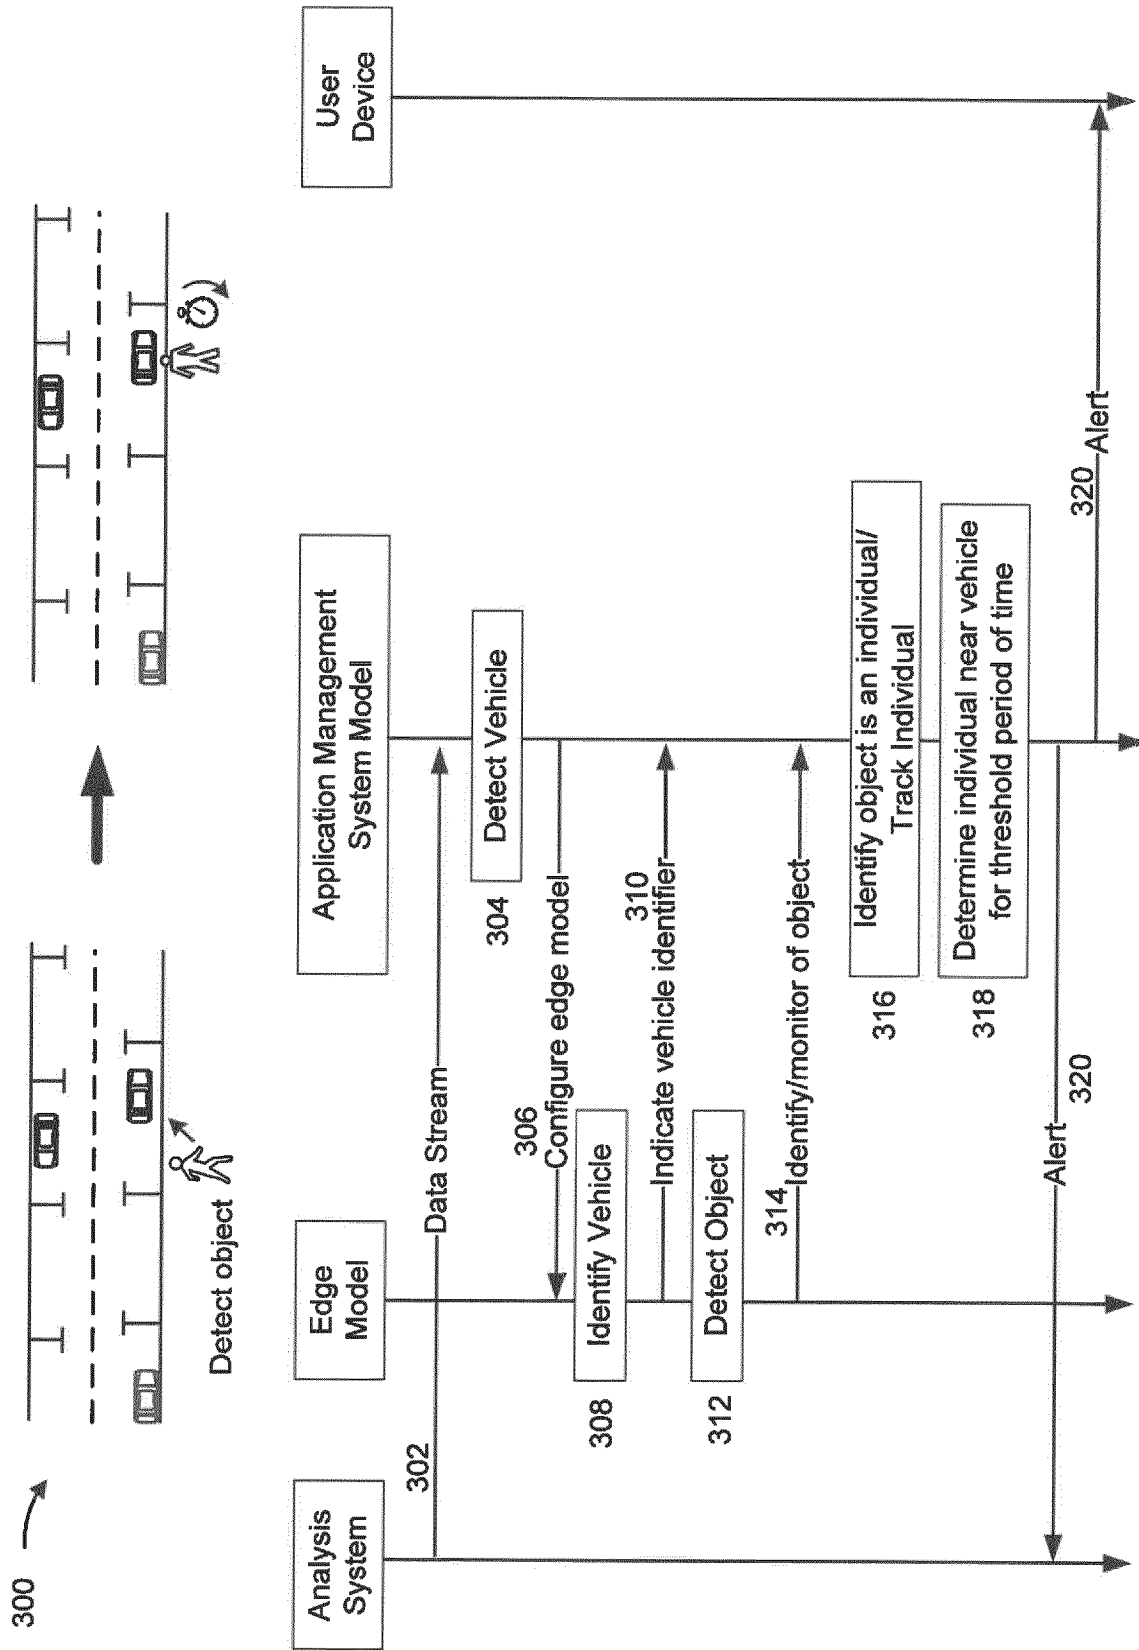 300
Detect object
Analysis
System
Edge
Model
Application Management
System Model
User
Device
302
Data Stream
304
Detect Vehicle
306
Configure edge model
308
Identify Vehicle
310
Indicate vehicle identifier
312
Detect Object
314
Identify/monitor of object
316
Identify object is an individual/
Track Individual
318
Determine individual near vehicle
for threshold period of time
320
Alert
320
Alert